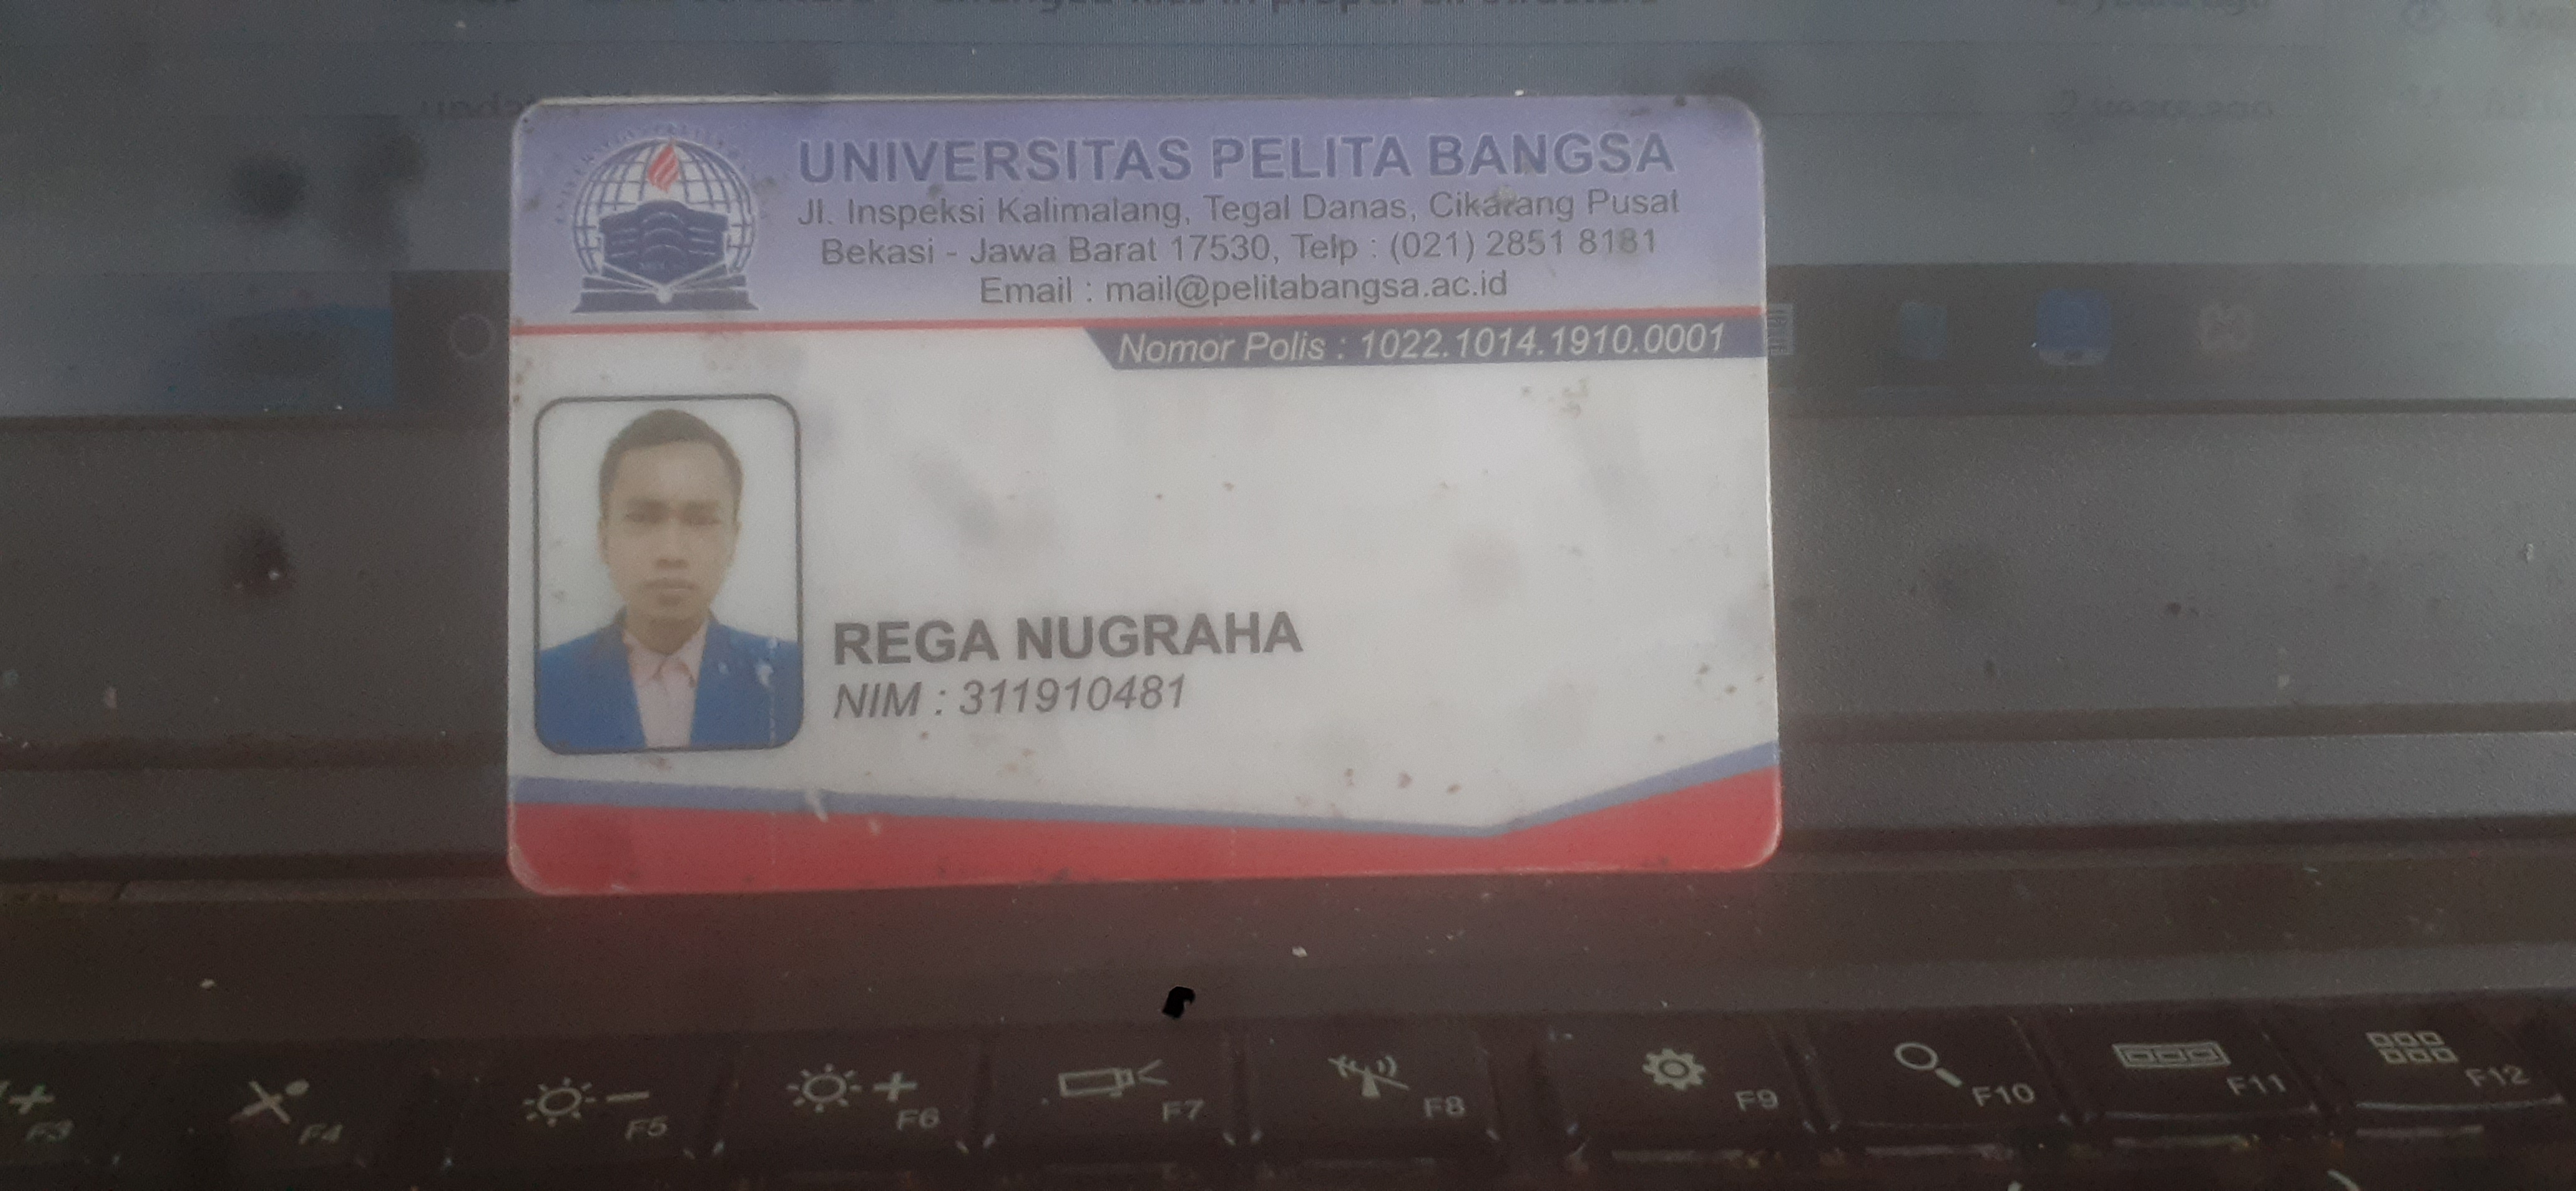 UNIVERSITAS PELITA BANGSA
Jl. Inspeksi Kalimalang, Tegal Danas, Cikarang Pusat
Bekasi - Jawa Barat 17530, Telp : (021) 2851 8181
Email : mail@pelitabangsa.ac.id
Nomor Polis : 1022.1014.1910.0001
REGA NUGRAHA
NIM : 311910481
F3 F4 F5 F6 F7 F8 F9 F10 F11 F12